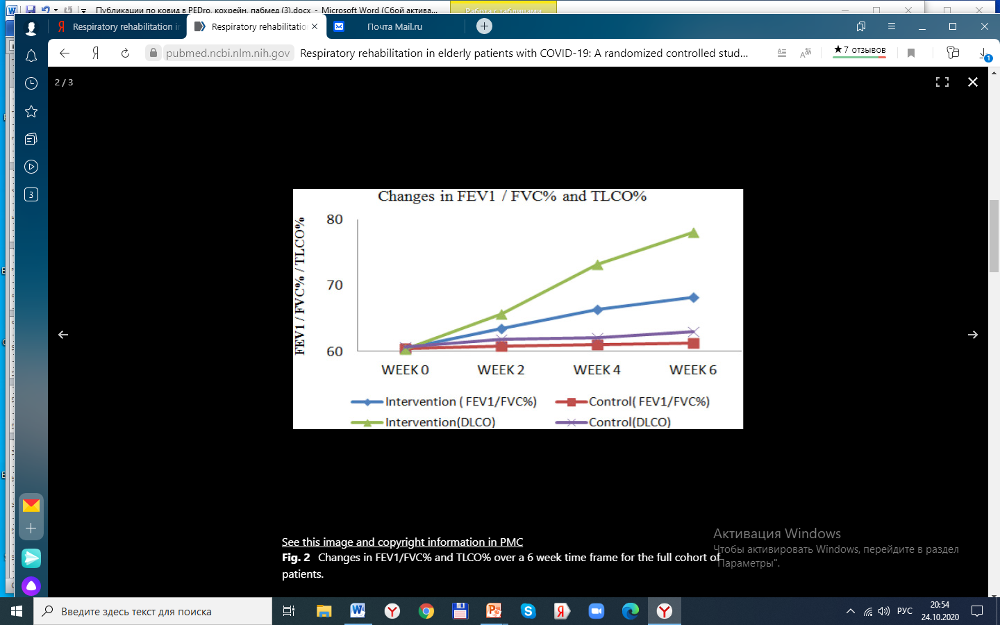 Публикации по ковид в PEDro, кохрейн, пабмед (3).docx - Microsoft Word (Сбой актива...
Работа с таблицами
Respiratory rehabilitation i
Respiratory rehabilitatio
Почта Mail.ru
pubmed.ncbi.nlm.nih.gov
Respiratory rehabilitation in elderly patients with COVID-19: A randomized controlled stud...
★7 отзывов
1
2 / 3
3
Changes in FEV1 / FVC% and TLCO%
FEV1 / FVC% / TLCO%
80
70
60
WEEK 0 WEEK 2 WEEK 4 WEEK 6
Intervention ( FEV1/FVC%) Control( FEV1/FVC%)
Intervention(DLCO) Control(DLCO)
See this image and copyright information in PMC
Fig. 2 Changes in FEV1/FVC% and TLCO% over a 6 week time frame for the full cohort of
patients.
Активация Windows
Чтобы активировать Windows, перейдите в раздел
"Параметры".
Введите здесь текст для поиска
РУС
20:54
24.10.2020